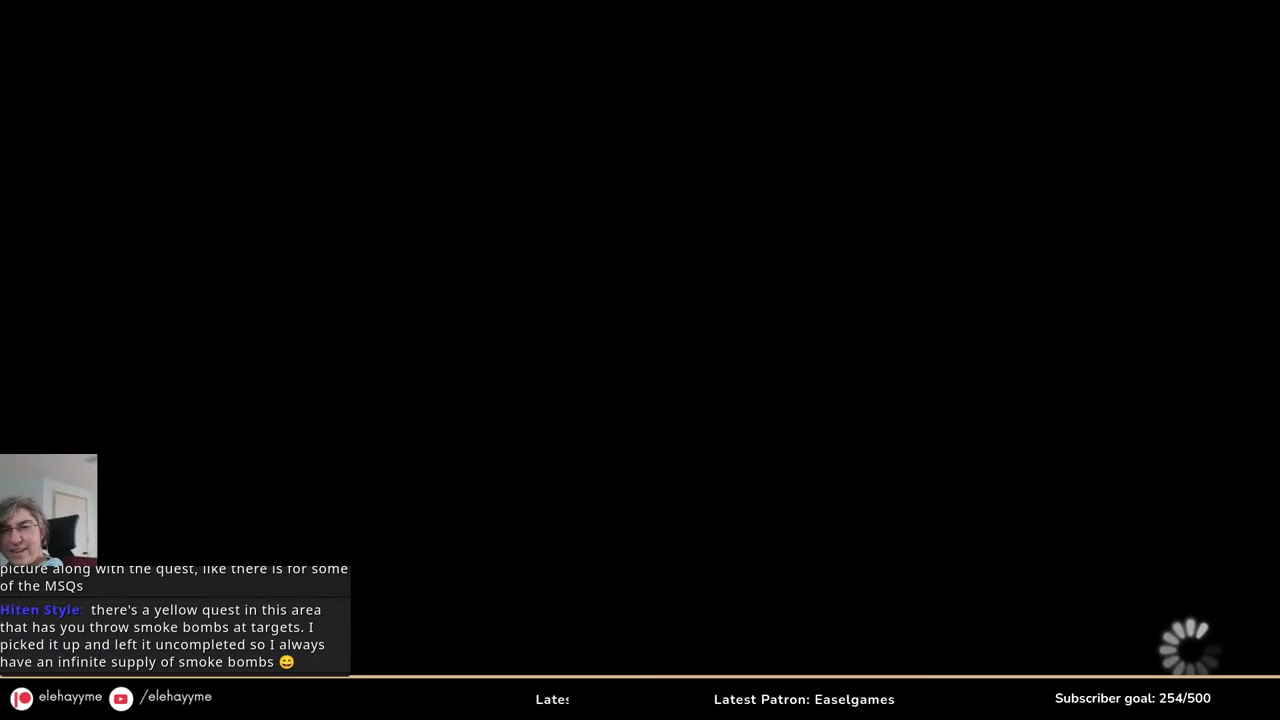 picture along with the quest, like there is for some
of the MSQs
Hiten Style: there's a yellow quest in this area
that has you throw smoke bombs at targets. I
picked it up and left it uncompleted so I always
have an infinite supply of smoke bombs 😄
elehayyme /elehayyme
Lates
Latest Patron: Easelgames
Subscriber goal: 254/500